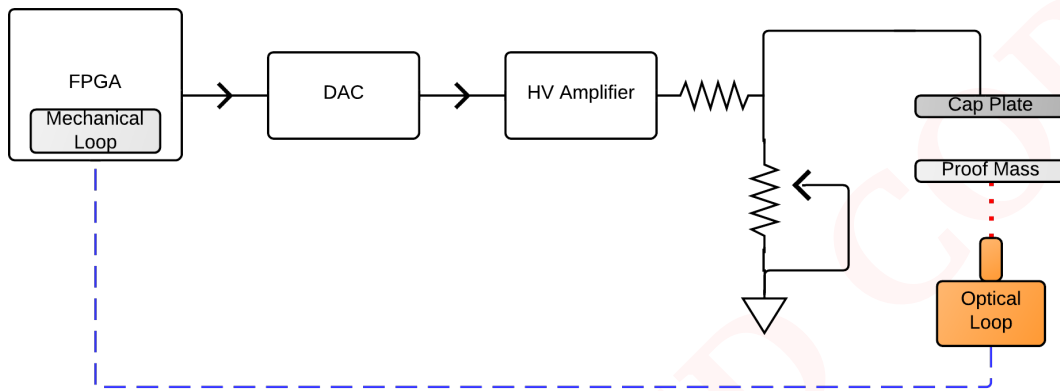 FPGA
Mechanical
Loop
DAC
HV Amplifier
Cap Plate
Proof Mass
Optical
Loop